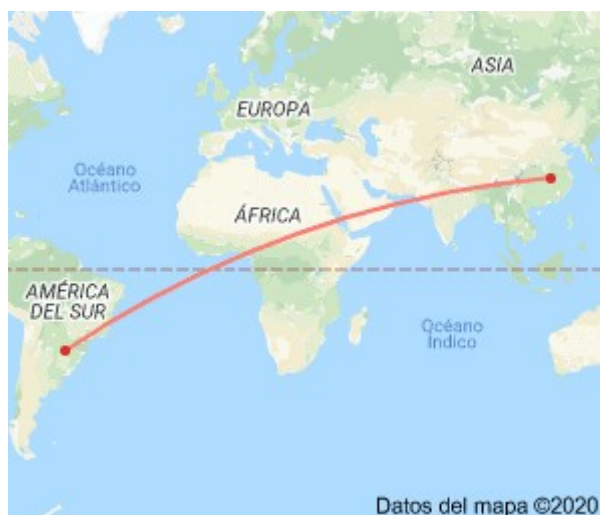 ASIA
EUROPA
Océano
Atlántico
ÁFRICA
AMÉRICA
DEL SUR
Océano
Índico
Datos del mapa ©2020